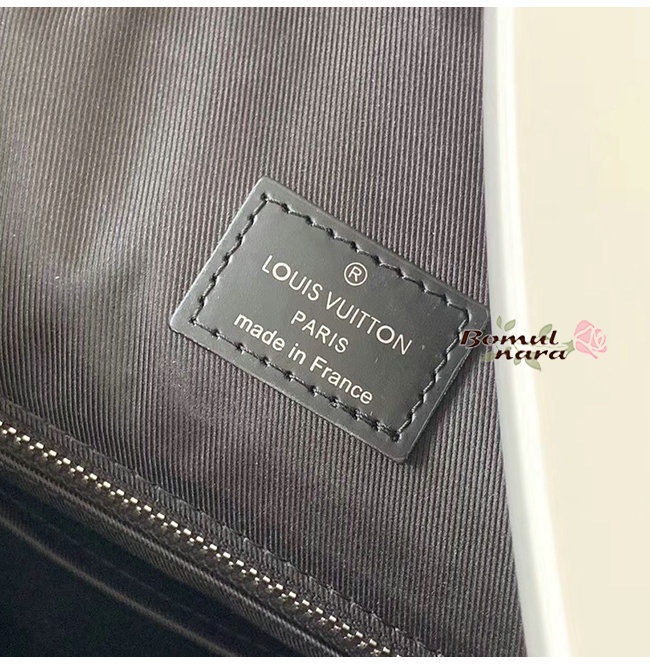 ®
LOUIS VUITTON
PARIS
made in France
Bomul
nara